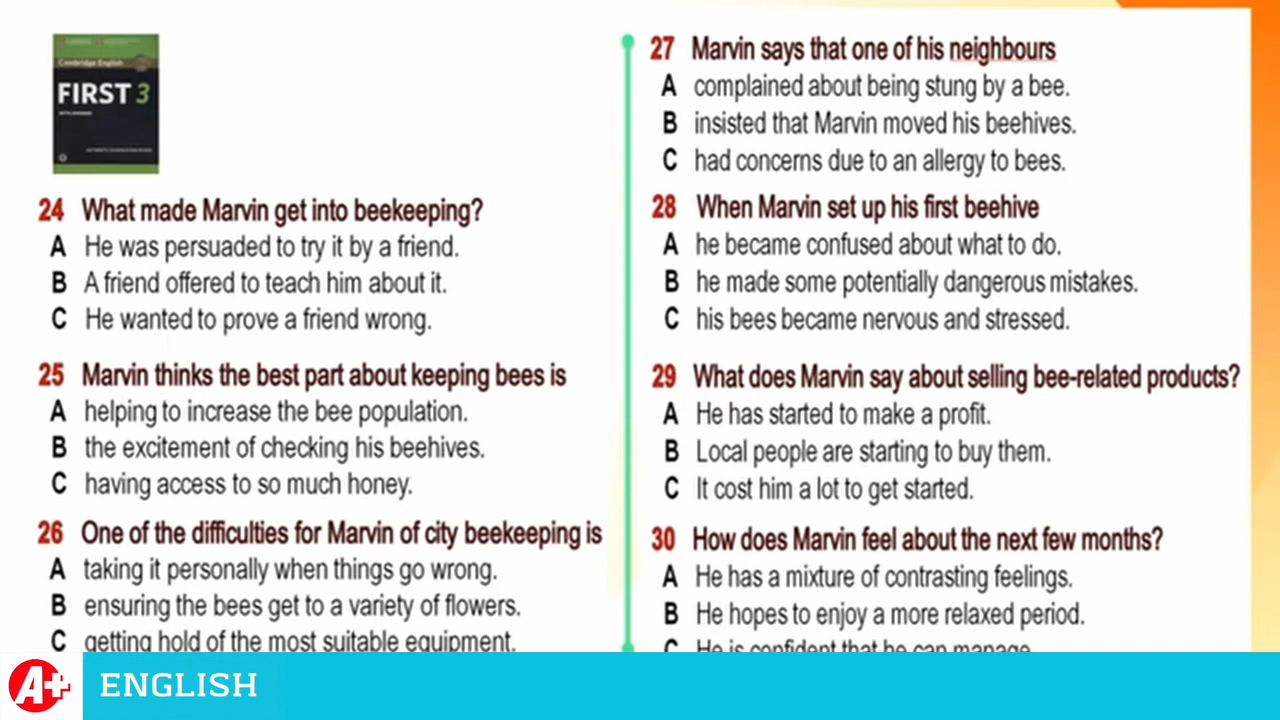 Cambridge English
FIRST 3
WITH ANSWERS
24 What made Marvin get into beekeeping?
A He was persuaded to try it by a friend.
B A friend offered to teach him about it.
C He wanted to prove a friend wrong.
25 Marvin thinks the best part about keeping bees is
A helping to increase the bee population.
B the excitement of checking his beehives.
C having access to so much honey.
26 One of the difficulties for Marvin of city beekeeping is
A taking it personally when things go wrong.
B ensuring the bees get to a variety of flowers.
C getting hold of the most suitable equipment.
27 Marvin says that one of his neighbours
A complained about being stung by a bee.
B insisted that Marvin moved his beehives.
C had concerns due to an allergy to bees.
28 When Marvin set up his first beehive
A he became confused about what to do.
B he made some potentially dangerous mistakes.
C his bees became nervous and stressed.
29 What does Marvin say about selling bee-related products?
A He has started to make a profit.
B Local people are starting to buy them.
C It cost him a lot to get started.
30 How does Marvin feel about the next few months?
A He has a mixture of contrasting feelings.
B He hopes to enjoy a more relaxed period.
C He is confident that he can manage.
A+ ENGLISH